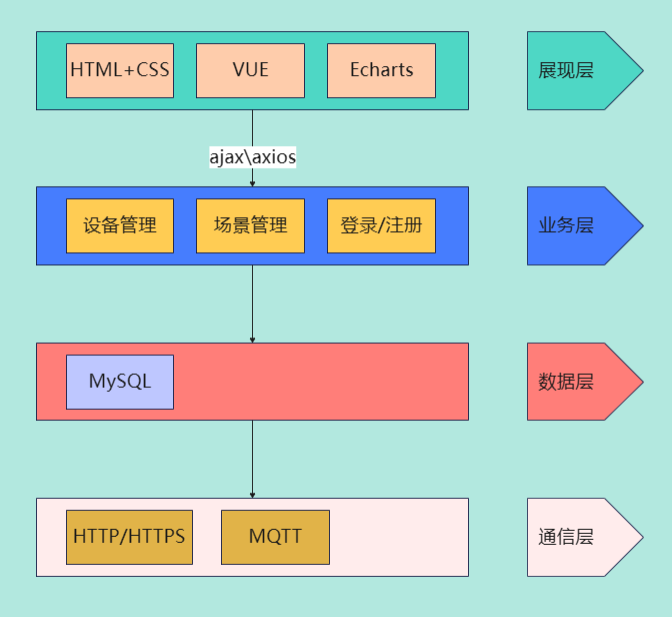 HTML+CSS VUE Echarts 展现层
ajax\axios
设备管理 场景管理 登录/注册 业务层
MySQL 数据层
HTTP/HTTPS MQTT 通信层